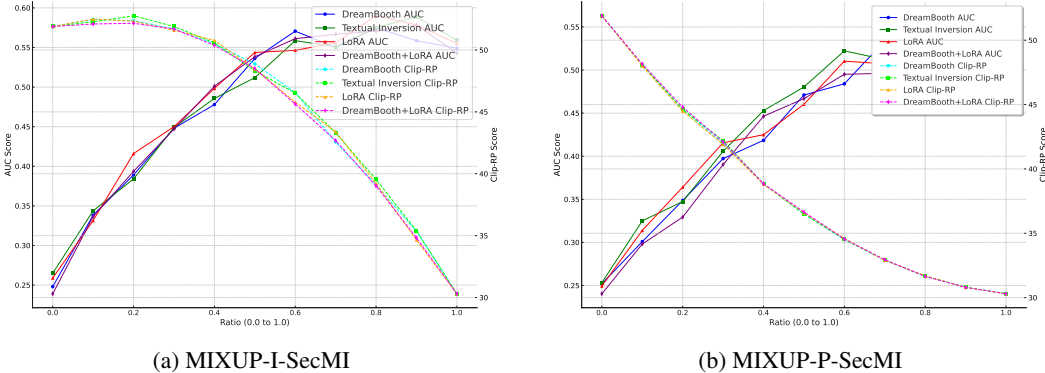 DreamBooth AUC
Textual Inversion AUC
LoRA AUC
DreamBooth+LoRA AUC
DreamBooth Clip-RP
Textual Inversion Clip-RP
LoRA Clip-RP
DreamBooth+LoRA Clip-RP
0.55
0.50
0.45
0.40
0.35
0.30
0.25
AUC Score
50
45
40
35
30
Clip-RP Score
0.0 0.2 0.4 0.6 0.8 1.0
Ratio (0.0 to 1.0)
(a) MIXUP-I-SecMI
DreamBooth AUC
Textual Inversion AUC
LoRA AUC
DreamBooth+LoRA AUC
DreamBooth Clip-RP
Textual Inversion Clip-RP
LoRA Clip-RP
DreamBooth+LoRA Clip-RP
0.55
0.50
0.45
0.40
0.35
0.30
0.25
AUC Score
50
45
40
35
30
Clip-RP Score
0.0 0.2 0.4 0.6 0.8 1.0
Ratio (0.0 to 1.0)
(b) MIXUP-P-SecMI